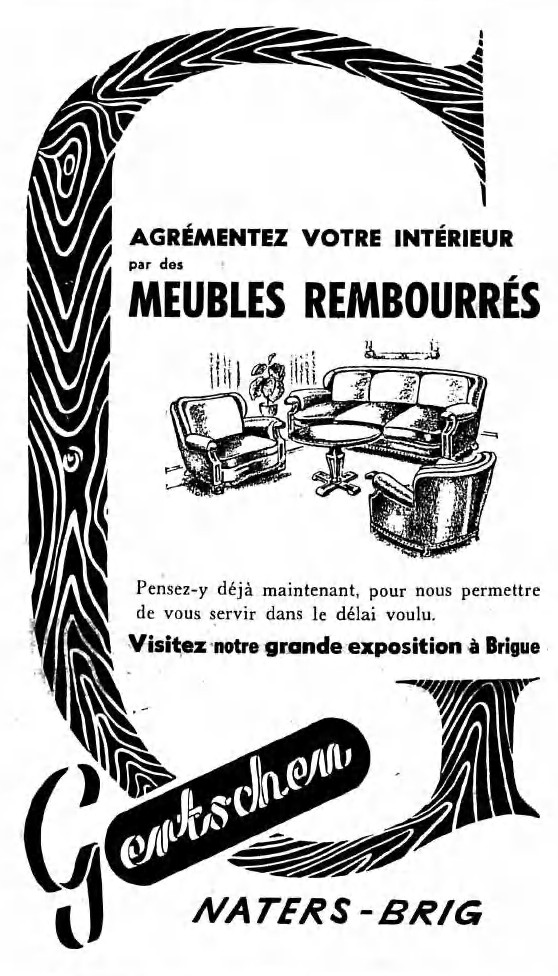 AGRÉMENTEZ VOTRE INTÉRIEUR
par des
MEUBLES REMBOURRÉS
Pensez-y déjà maintenant, pour nous permettre
de vous servir dans le délai voulu.
Visitez notre grande exposition à Brigue
Gertschen
NATERS-BRIG